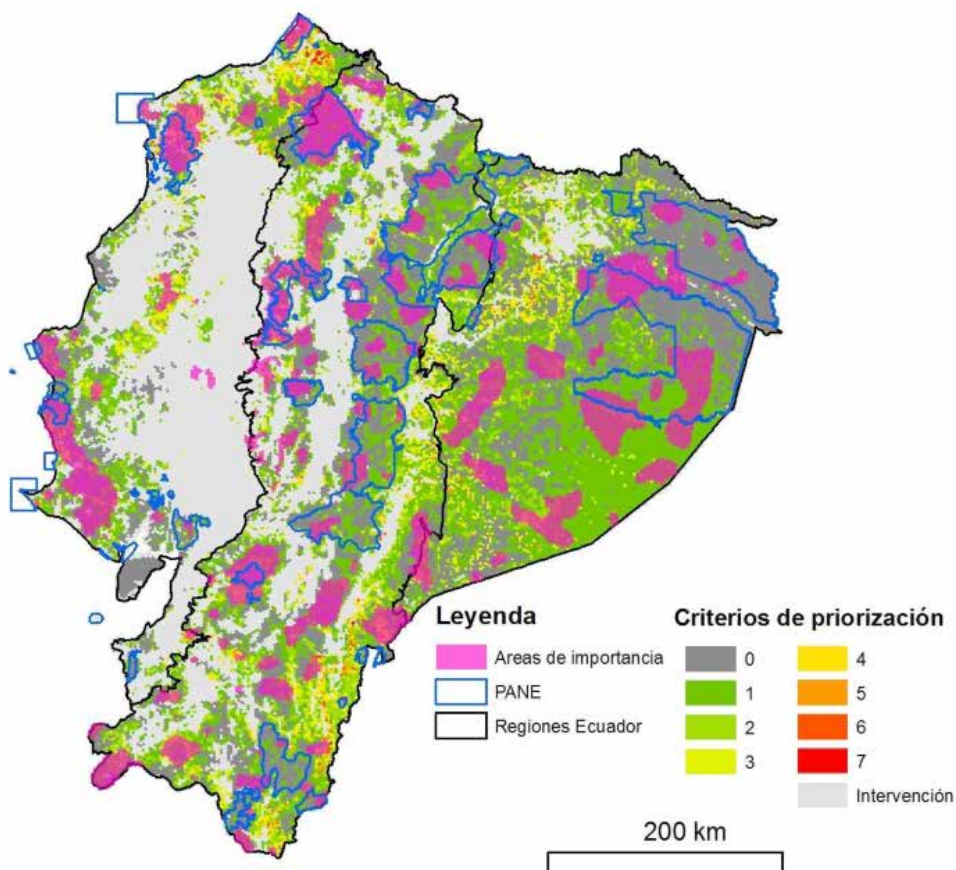 Leyenda
Areas de importancia
PANE
Regiones Ecuador
Criterios de priorización
0
1
2
3
4
5
6
7
Intervención
200 km